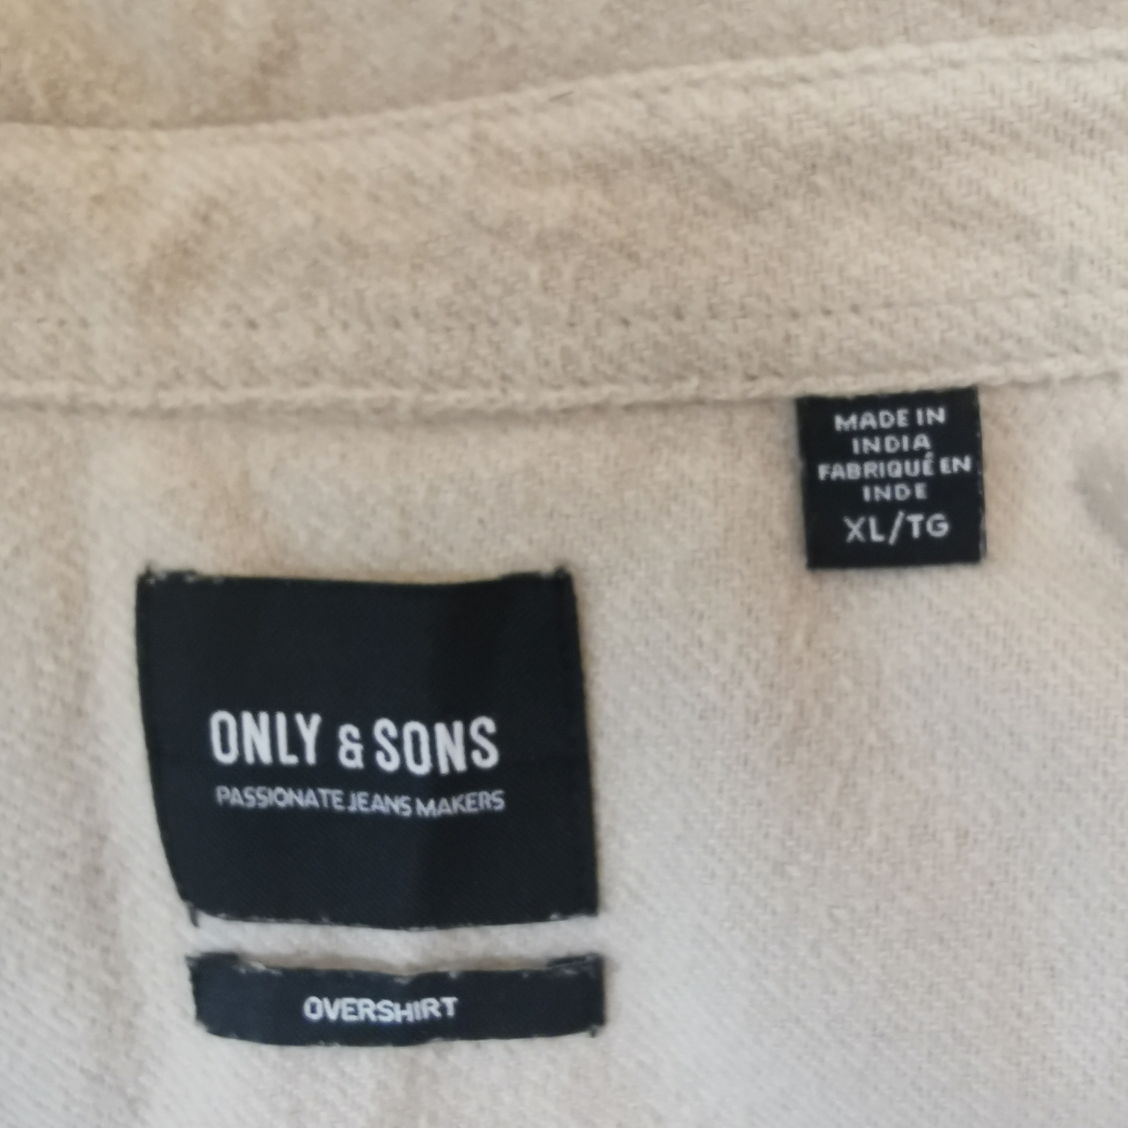 MADE IN
INDIA
FABRIQUÉ EN
INDE
XL/TG
ONLY & SONS
PASSIONATE JEANS MAKERS
OVERSHIRT